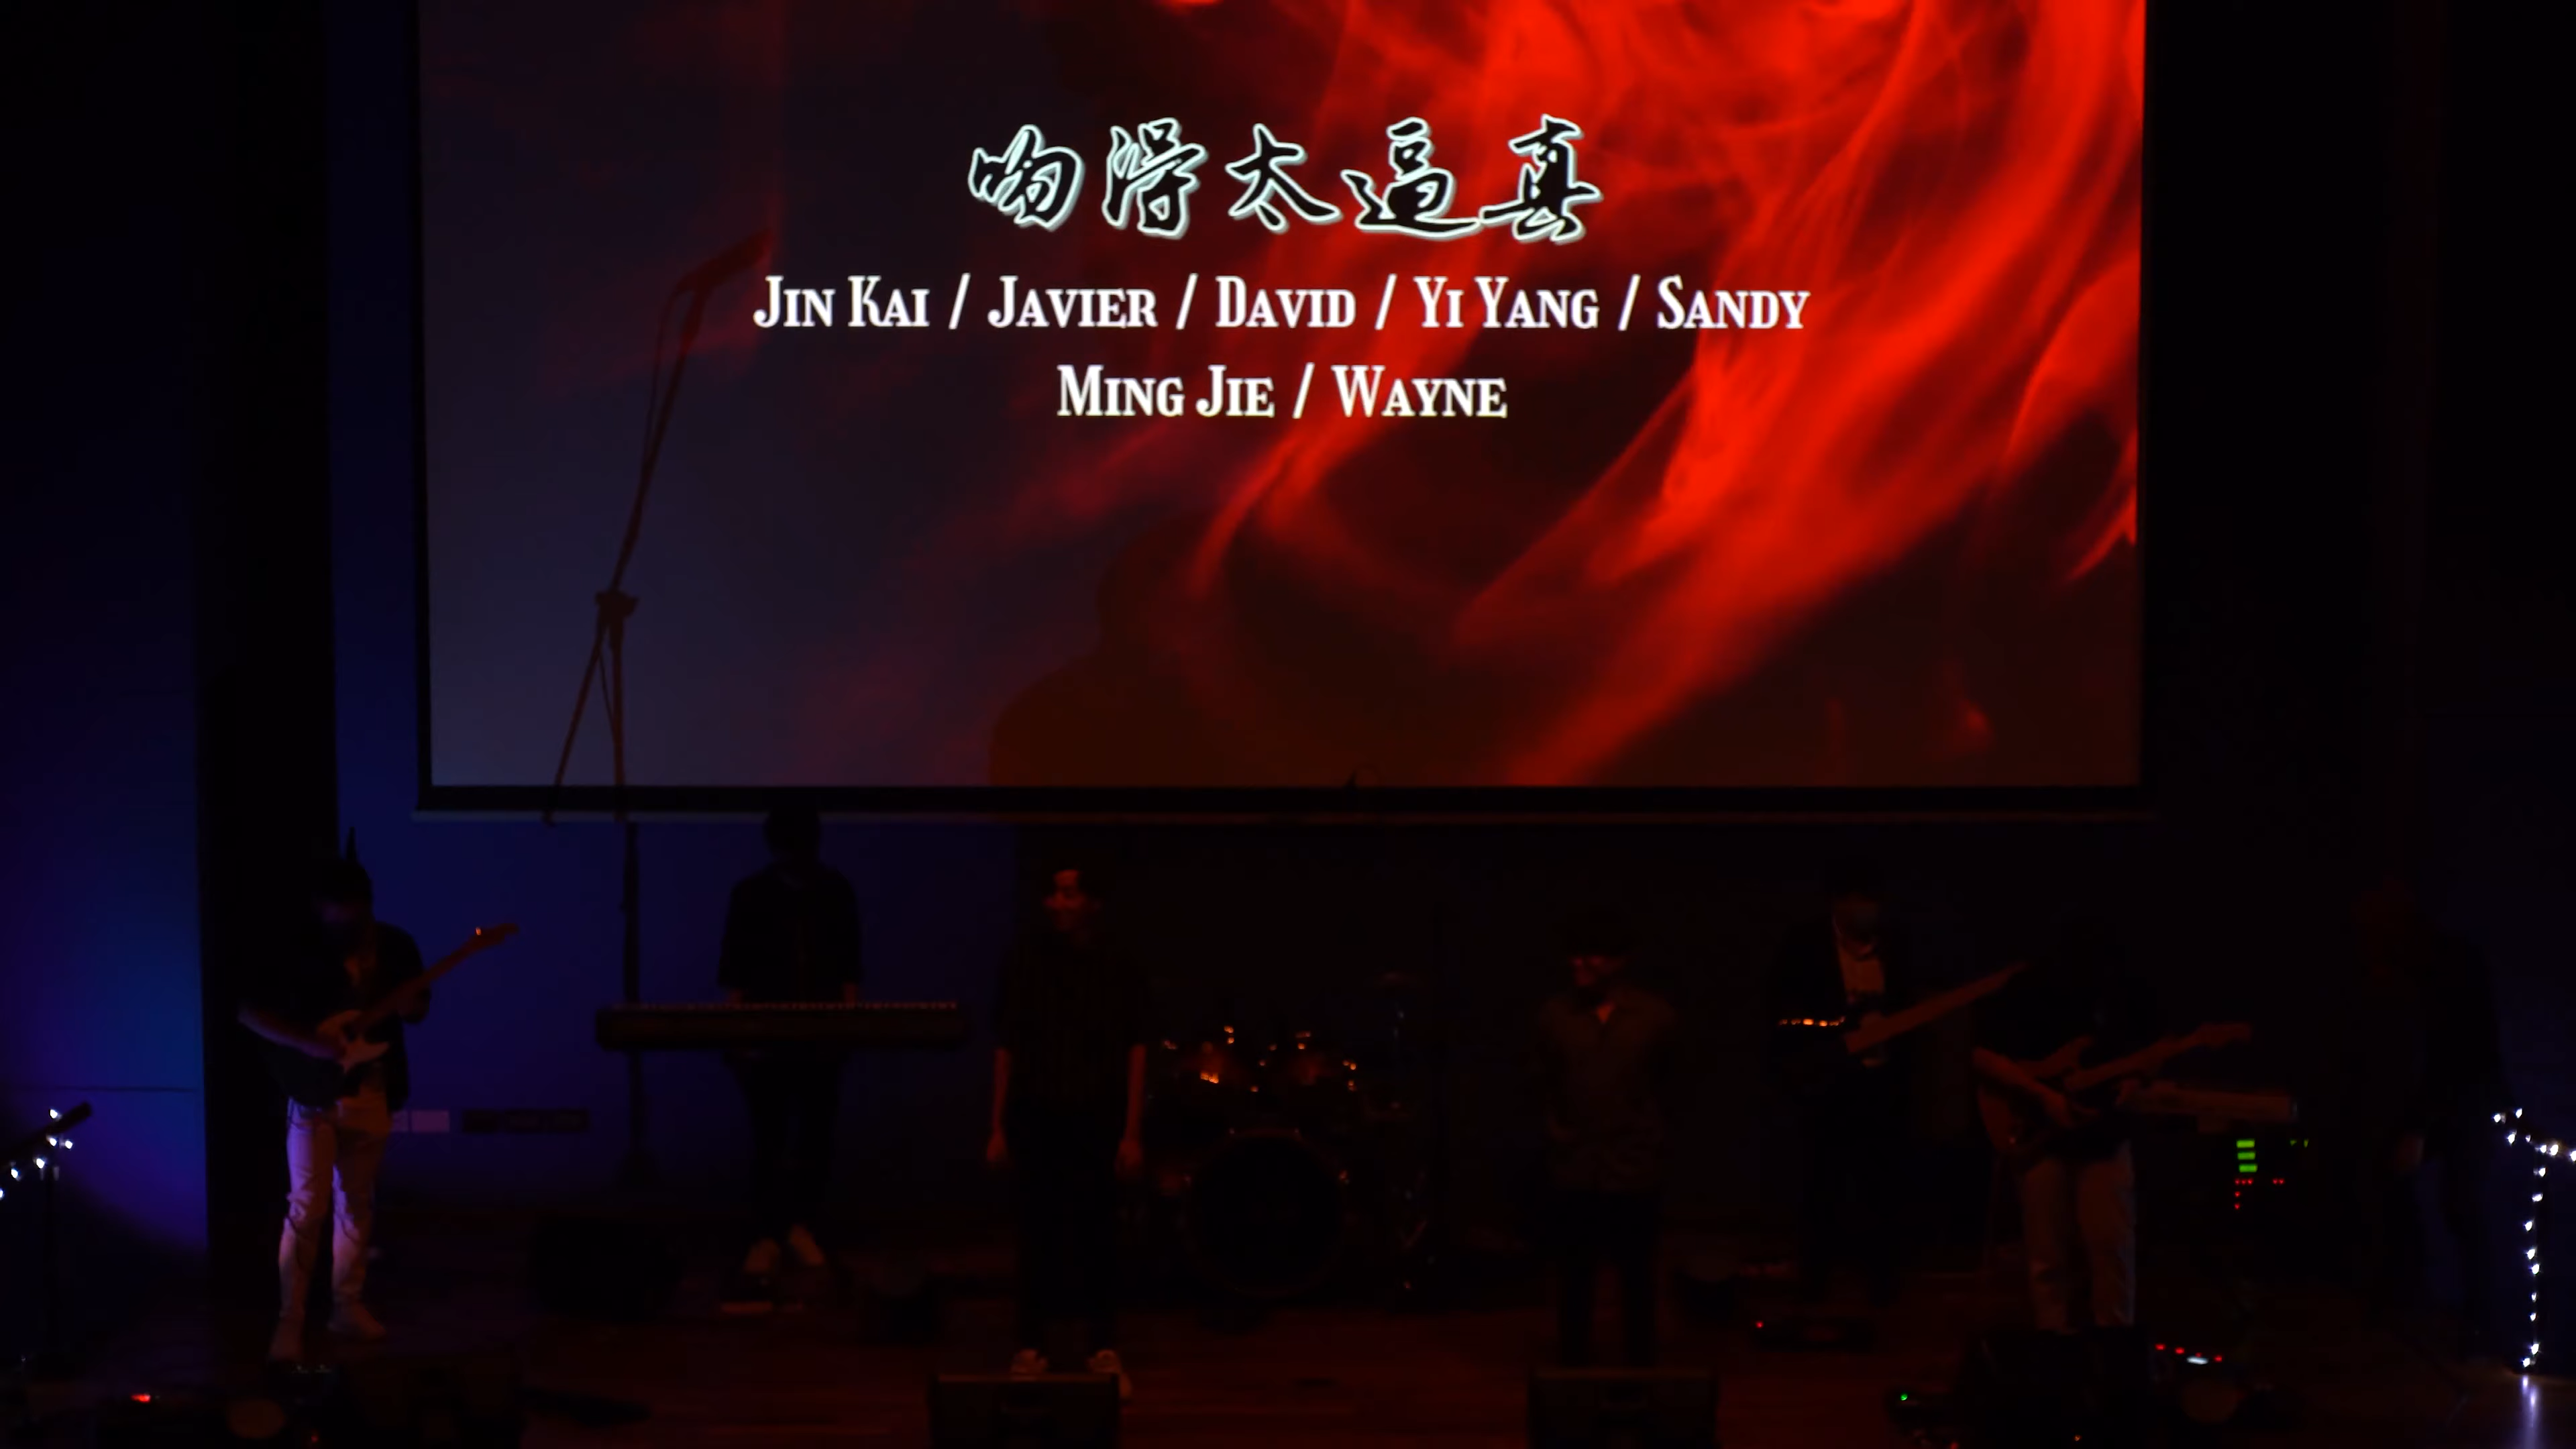 吻得太逼真
Jin Kai / Javier / David / Yi Yang / Sandy
Ming Jie / Wayne